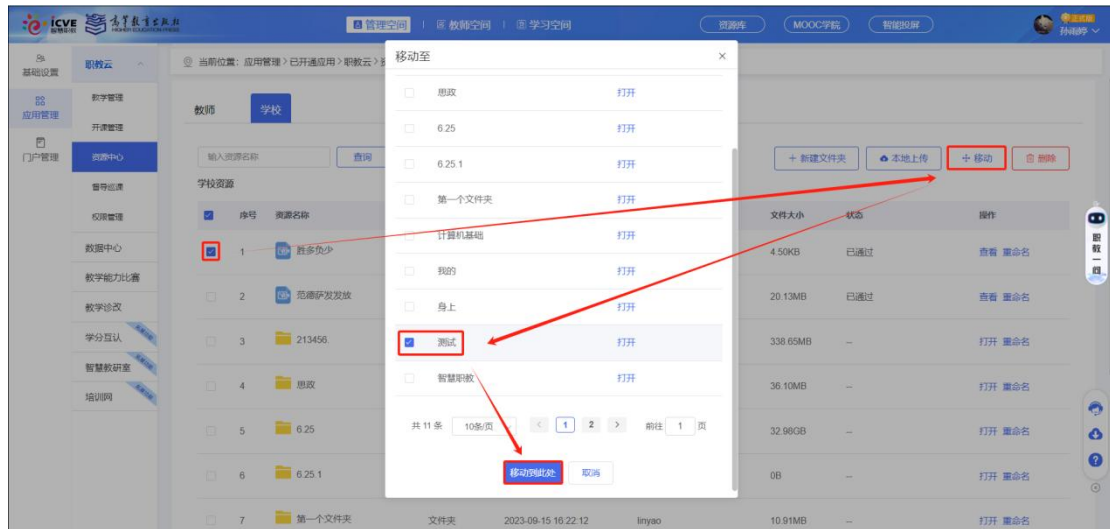 icve 智慧职教 高等教育出版社 HIGHER EDUCATION PRESS 管理空间 教师空间 学习空间 资源库 MOOC学院 智能投屏 孙雨婷
基础设置 职教云 当前位置：应用管理 > 已开通应用 > 职教云 >
移动至 ×
应用管理 教学管理
开课管理
门户管理 资源中心
督导巡课
权限管理
数据中心
教学能力比赛
教学诊改
学分互认
智慧教研室
培训网
教师 学校
输入资源名称 查询 + 新建文件夹 本地上传 移动 删除
学校资源
序号 资源名称 文件大小 状态 操作
1 胜多负少 4.50KB 已通过 查看 重命名
2 20.13MB 已通过 查看 重命名
3 213456. 338.65MB -- 打开 重命名
4 思政 36.10MB -- 打开 重命名
5 6.25 32.98GB -- 打开 重命名
6 6.25.1 0B -- 打开 重命名
7 第一个文件夹 文件夹 2023-09-15 16:22:12 linyao 10.91MB -- 打开 重命名
思政 打开
6.25 打开
6.25.1 打开
第一个文件夹 打开
计算机基础 打开
我的 打开
身上 打开
测试 打开
智慧职教 打开
共 11 条 10条/页 < 1 2 > 前往 1 页
移动到此处 取消
职教一问